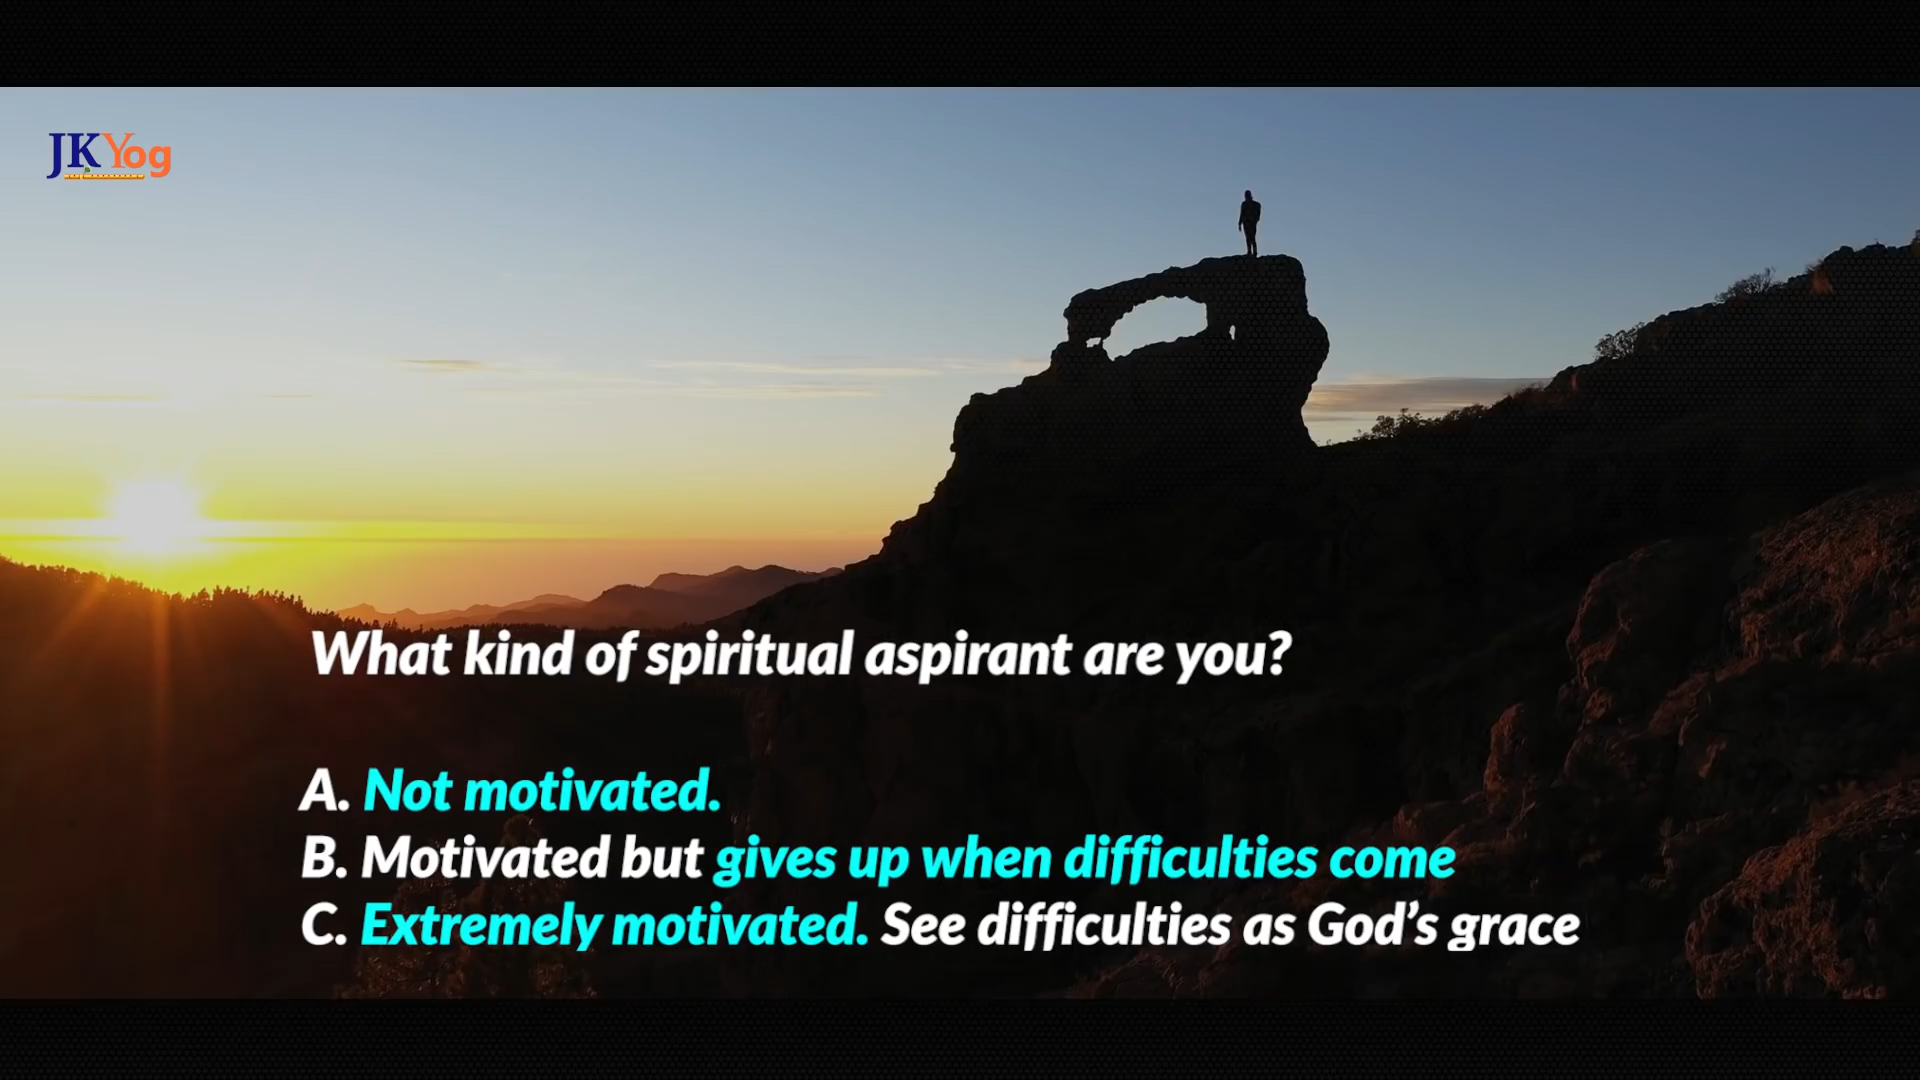 JKYog
What kind of spiritual aspirant are you?
A. Not motivated.
B. Motivated but gives up when difficulties come
C. Extremely motivated. See difficulties as God’s grace